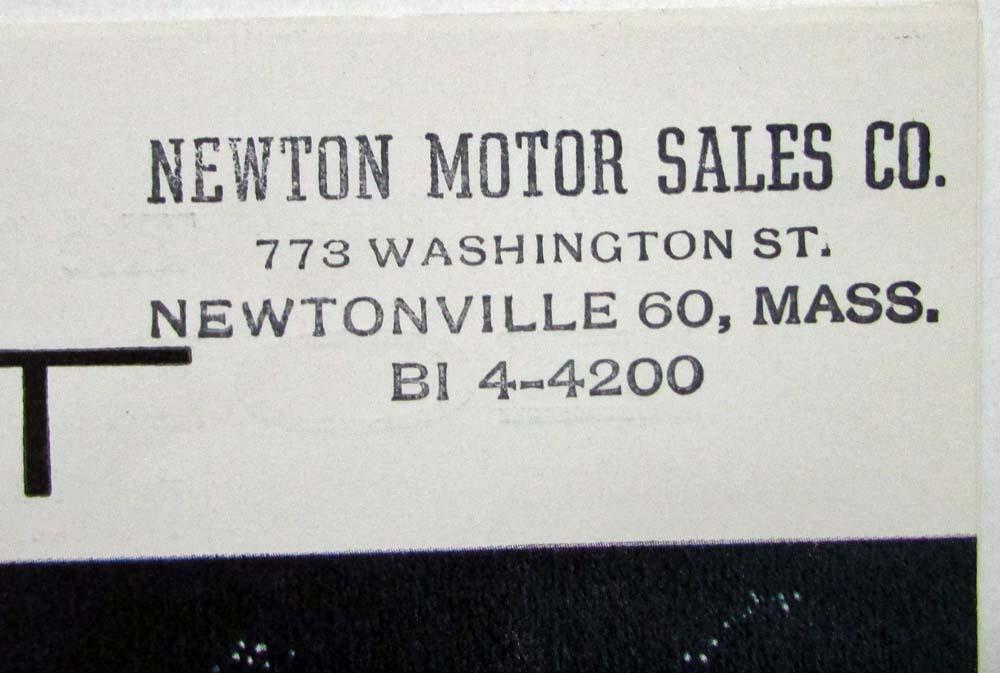 NEWTON MOTOR SALES CO.
773 WASHINGTON ST.
NEWTONVILLE 60, MASS.
BI 4-4200
T